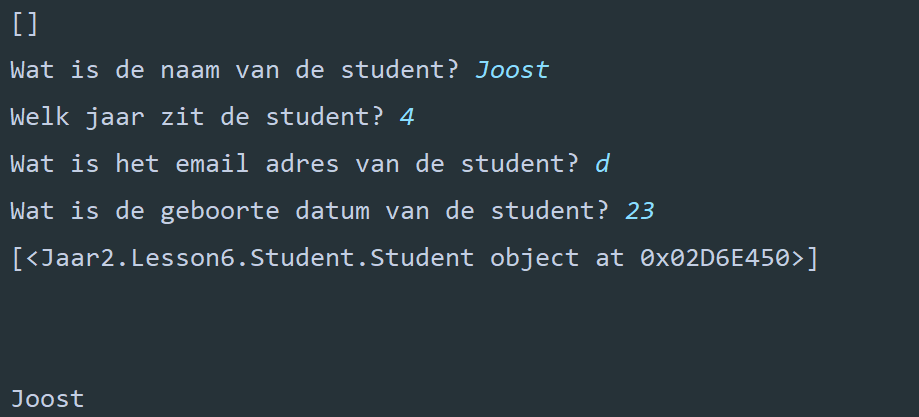 []
Wat is de naam van de student? Joost
Welk jaar zit de student? 4
Wat is het email adres van de student? d
Wat is de geboorte datum van de student? 23
[<Jaar2.Lesson6.Student.Student object at 0x02D6E450>]
Joost